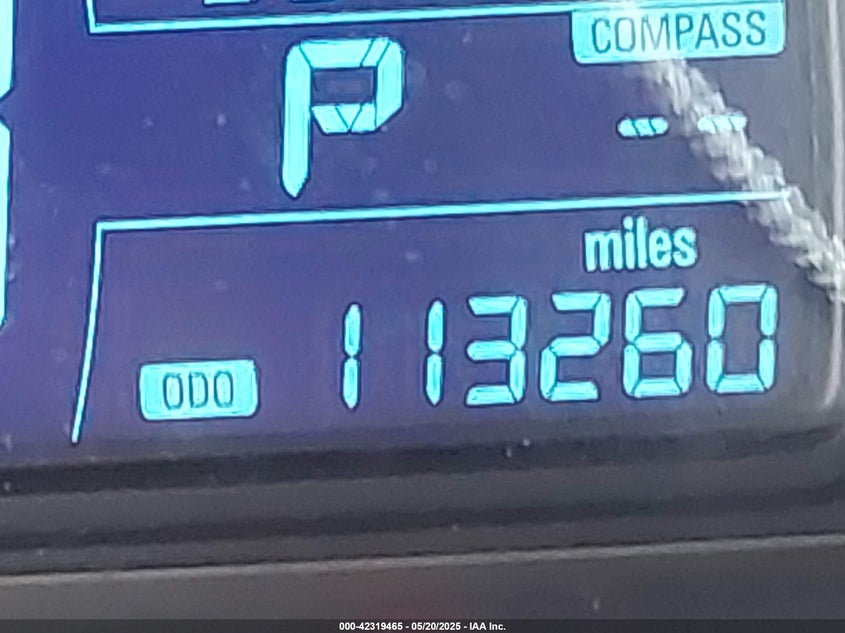 COMPASS
P
--
miles
ODO 113260
000-42319465 - 05/20/2025 - IAA Inc.